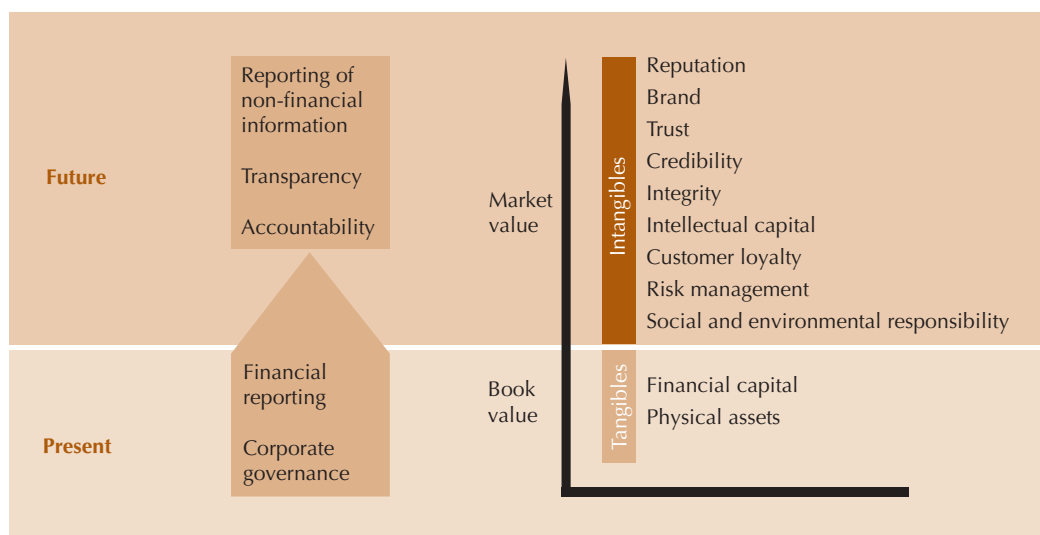 Future
Reporting of
non-financial
information
Transparency
Accountability
Market
value
Intangibles
Reputation
Brand
Trust
Credibility
Integrity
Intellectual capital
Customer loyalty
Risk management
Social and environmental responsibility
Present
Financial
reporting
Corporate
governance
Book
value
Tangibles
Financial capital
Physical assets